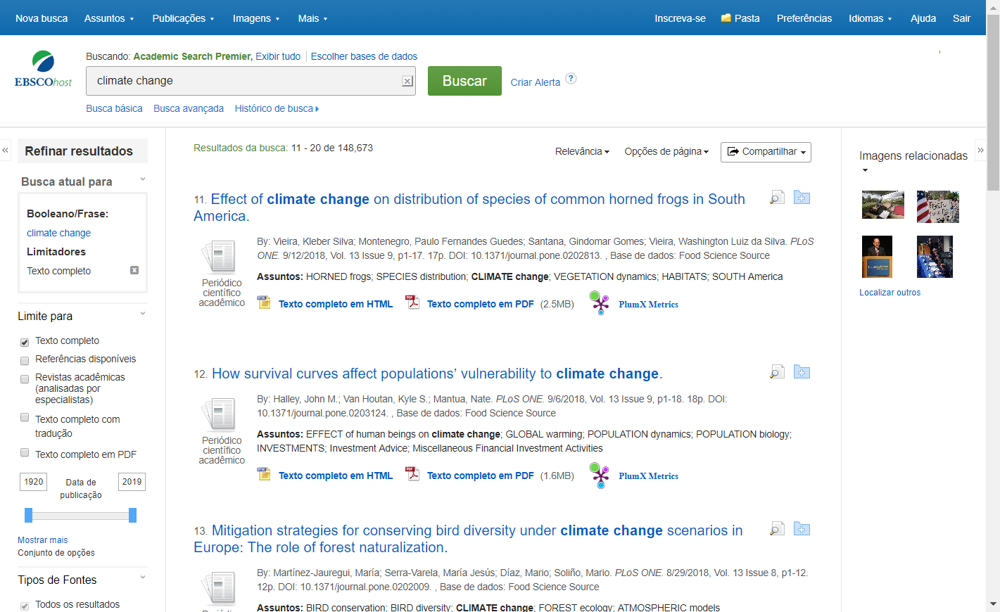 Nova busca Assuntos Publicações Imagens Mais Inscreva-se Pasta Preferências Idiomas Ajuda Sair
Buscando: Academic Search Premier, Exibir tudo | Escolher bases de dados
EBSCOhost
climate change
Buscar
Criar Alerta ?
Busca básica Busca avançada Histórico de busca
« Refinar resultados
Busca atual para
Booleano/Frase:
climate change
Limitadores
Texto completo
Limite para
Texto completo
Referências disponíveis
Revistas acadêmicas
(analisadas por
especialistas)
Texto completo com
tradução
Texto completo em PDF
1920 Data de publicação 2019
Mostrar mais
Conjunto de opções
Tipos de Fontes
Todos os resultados
Resultados da busca: 11 - 20 de 148,673
Relevância Opções de página Compartilhar
11. Effect of climate change on distribution of species of common horned frogs in South
America.
Periódico
científico
acadêmico
By: Vieira, Kleber Silva; Montenegro, Paulo Fernandes Guedes; Santana, Gindomar Gomes; Vieira, Washington Luiz da Silva. PLoS
ONE. 9/12/2018, Vol. 13 Issue 9, p1-17. 17p. DOI: 10.1371/journal.pone.0202813. , Base de dados: Food Science Source
Assuntos: HORNED frogs; SPECIES distribution; CLIMATE change; VEGETATION dynamics; HABITATS; SOUTH America
Texto completo em HTML PDF Texto completo em PDF (2.5MB) PlumX Metrics
12. How survival curves affect populations’ vulnerability to climate change.
Periódico
científico
acadêmico
By: Halley, John M.; Van Houtan, Kyle S.; Mantua, Nate. PLoS ONE. 9/6/2018, Vol. 13 Issue 9, p1-18. 18p. DOI:
10.1371/journal.pone.0203124. , Base de dados: Food Science Source
Assuntos: EFFECT of human beings on climate change; GLOBAL warming; POPULATION dynamics; POPULATION biology;
INVESTMENTS; Investment Advice; Miscellaneous Financial Investment Activities
Texto completo em HTML PDF Texto completo em PDF (1.6MB) PlumX Metrics
13. Mitigation strategies for conserving bird diversity under climate change scenarios in
Europe: The role of forest naturalization.
By: Martínez-Jauregui, María; Serra-Varela, María Jesús; Díaz, Mario; Soliño, Mario. PLoS ONE. 8/29/2018, Vol. 13 Issue 8, p1-12.
12p. DOI: 10.1371/journal.pone.0202009. , Base de dados: Food Science Source
Assuntos: BIRD conservation; BIRD diversity; CLIMATE change; FOREST ecology; ATMOSPHERIC models
Imagens relacionadas »
Localizar outros